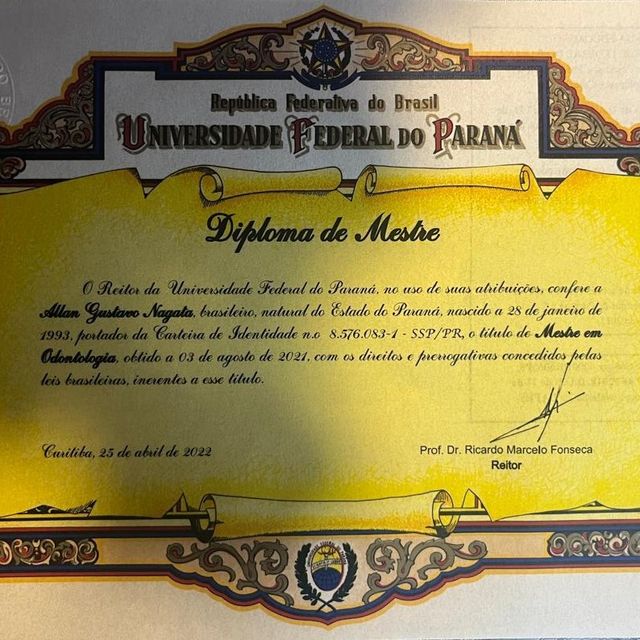 República Federativa do Brasil
UNIVERSIDADE FEDERAL DO PARANÁ
Diploma de Mestre
O Reitor da Universidade Federal do Paraná, no uso de suas atribuições, confere a
Allan Gustavo Nagata, brasileiro, natural do Estado do Paraná, nascido a 28 de janeiro de
1993, portador da Carteira de Identidade n.o 8.576.083-1 - SSP/PR, o título de Mestre em
Odontologia, obtido a 03 de agosto de 2021, com os direitos e prerrogativas concedidos pelas
leis brasileiras, inerentes a esse título.
Curitiba, 25 de abril de 2022
Prof. Dr. Ricardo Marcelo Fonseca
Reitor